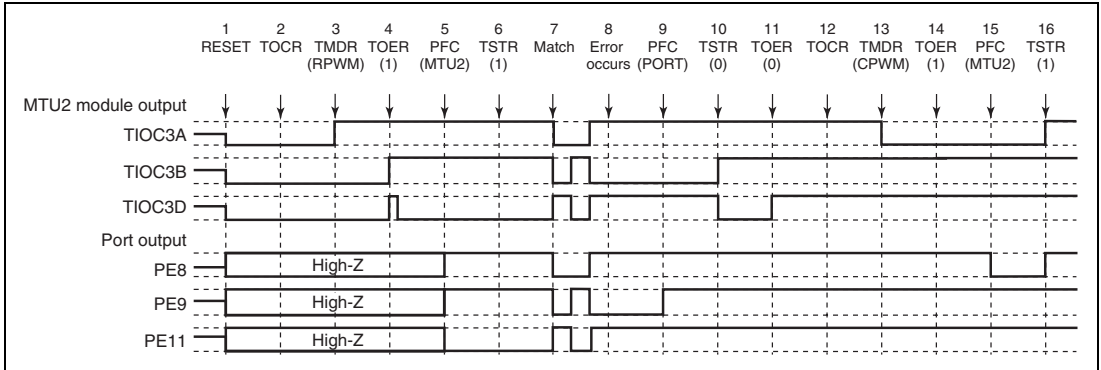 1 2 3 4 5 6 7 8 9 10 11 12 13 14 15 16
RESET TOCR TMDR TOER PFC TSTR Match Error PFC TSTR TOER TOCR TMDR TOER PFC TSTR
(RPWM) (1) (MTU2) (1) occurs (PORT) (0) (0) (CPWM) (1) (MTU2) (1)
MTU2 module output
TIOC3A
TIOC3B
TIOC3D
Port output
PE8 High-Z
PE9 High-Z
PE11 High-Z